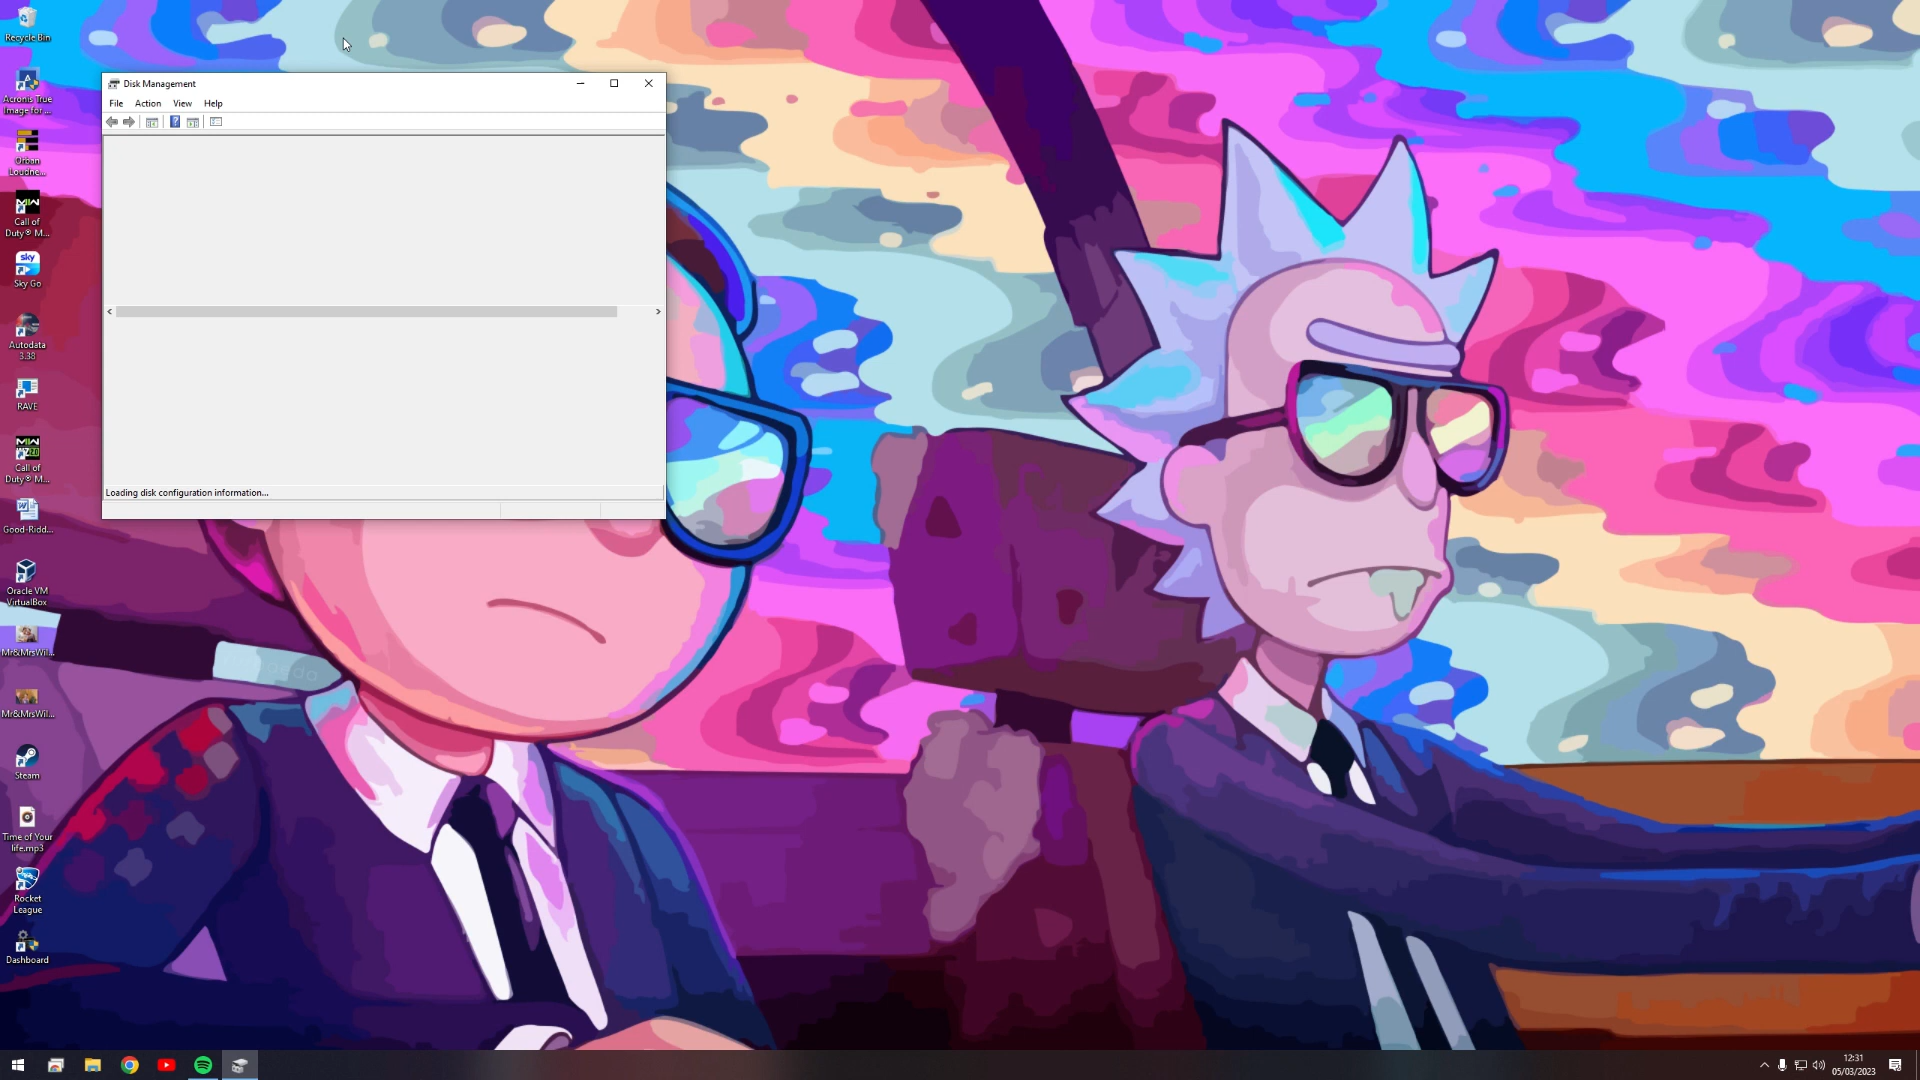 Recycle Bin
Acronis True
Image for ...
Urban
Loudne...
Call of
Duty® M...
sky
Sky Go
Autodata
3.38
RAVE
Call of
Duty® M...
Good-Ridd...
Oracle VM
VirtualBox
Mr&MrsWil...
Mr&MrsWil...
Steam
Time of Your
life.mp3
Rocket
League
Dashboard
Disk Management
File Action View Help
Loading disk configuration information...
12:31
05/03/2023